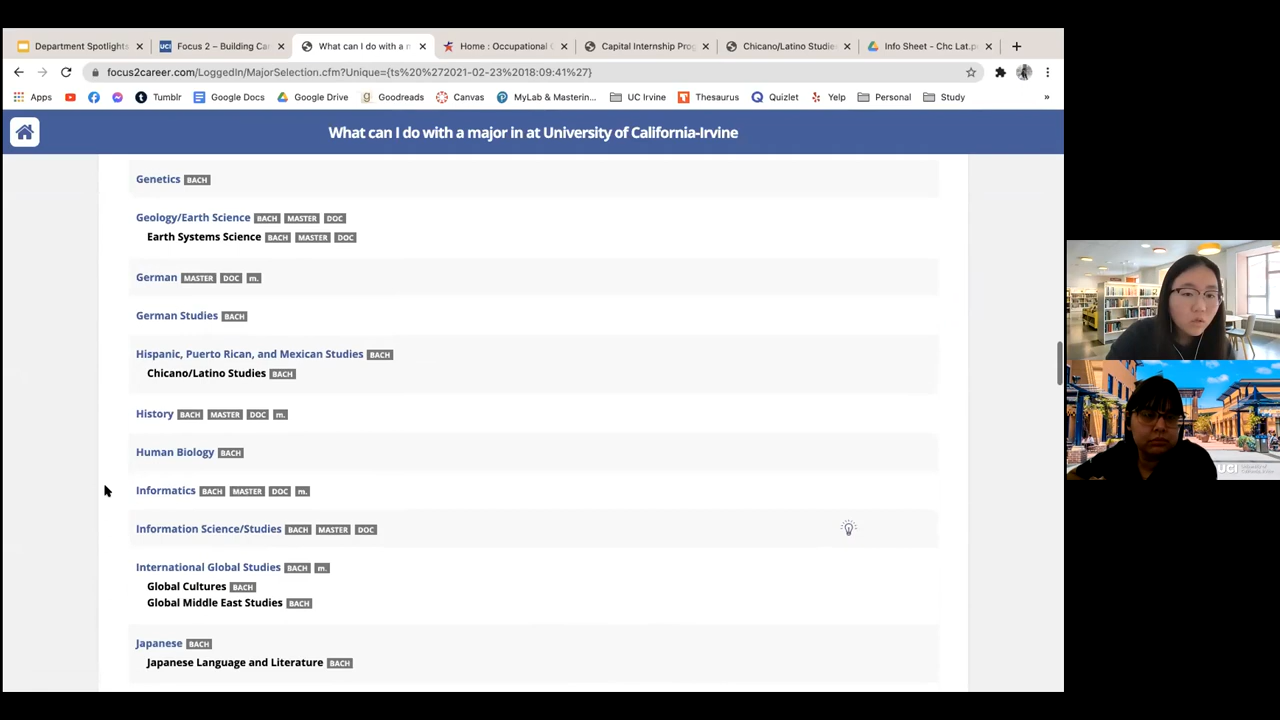 Department Spotlights
Focus 2 – Building Ca
What can I do with a m
Home : Occupational
Capital Internship Prog
Chicano/Latino Studie
Info Sheet - Chc Lat.p
focus2career.com/LoggedIn/MajorSelection.cfm?Unique={ts%20%272021-02-23%2018:09:41%27}
Apps Tumblr Google Docs Google Drive Goodreads Canvas MyLab & Mastering... UC Irvine Thesaurus Quizlet Yelp Personal Study »
What can I do with a major in at University of California-Irvine
Genetics BACH
Geology/Earth Science BACH MASTER DOC
Earth Systems Science BACH MASTER DOC
German MASTER DOC m.
German Studies BACH
Hispanic, Puerto Rican, and Mexican Studies BACH
Chicano/Latino Studies BACH
History BACH MASTER DOC m.
Human Biology BACH
Informatics BACH MASTER DOC m.
Information Science/Studies BACH MASTER DOC
International Global Studies BACH m.
Global Cultures BACH
Global Middle East Studies BACH
Japanese BACH
Japanese Language and Literature BACH
UCI